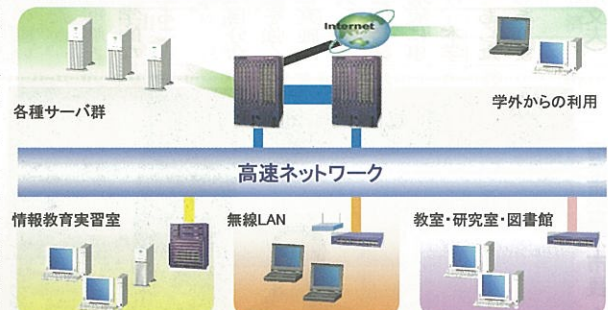 Internet
各種サーバ群
学外からの利用
高速ネットワーク
情報教育実習室
無線LAN
教室・研究室・図書館